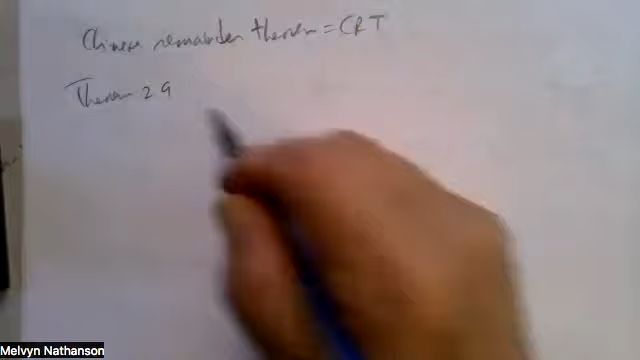 Chinese remainder theorem = CRT
Theorem 2 9
Melvyn Nathanson